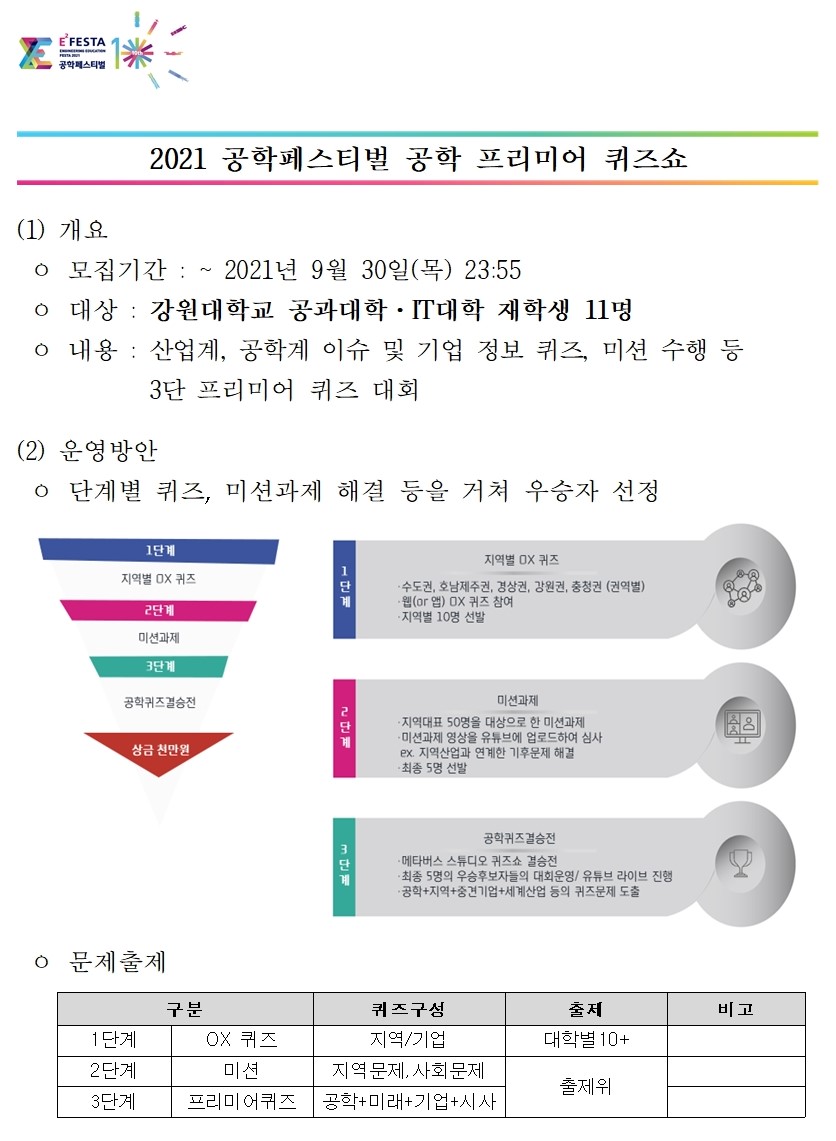 E²FESTA
ENGINEERING EDUCATION
FESTA 2021
공학페스티벌
10
2021 공학페스티벌 공학 프리미어 퀴즈쇼
(1) 개요
ㅇ 모집기간 : ~ 2021년 9월 30일(목) 23:55
ㅇ 대상 : 강원대학교 공과대학·IT대학 재학생 11명
ㅇ 내용 : 산업계, 공학계 이슈 및 기업 정보 퀴즈, 미션 수행 등
3단 프리미어 퀴즈 대회
(2) 운영방안
ㅇ 단계별 퀴즈, 미션과제 해결 등을 거쳐 우승자 선정
1단계
지역별 OX 퀴즈
2단계
미션과제
3단계
공학퀴즈결승전
상금 천만원
1단계
지역별 OX 퀴즈
·수도권, 호남제주권, 경상권, 강원권, 충청권 (권역별)
·웹(or 앱) OX 퀴즈 참여
·지역별 10명 선발
2단계
미션과제
·지역대표 50명을 대상으로 한 미션과제
·미션과제 영상을 유튜브에 업로드하여 심사
ex. 지역산업과 연계한 기후문제 해결
·최종 5명 선발
3단계
공학퀴즈결승전
·메타버스 스튜디오 퀴즈쇼 결승전
·최종 5명의 우승후보자들의 대회운영/ 유튜브 라이브 진행
·공학+지역+중견기업+세계산업 등의 퀴즈문제 도출
ㅇ 문제출제
구분 퀴즈구성 출제 비고
1단계 OX 퀴즈 지역/기업 대학별10+
2단계 미션 지역문제,사회문제 출제위
3단계 프리미어퀴즈 공학+미래+기업+시사